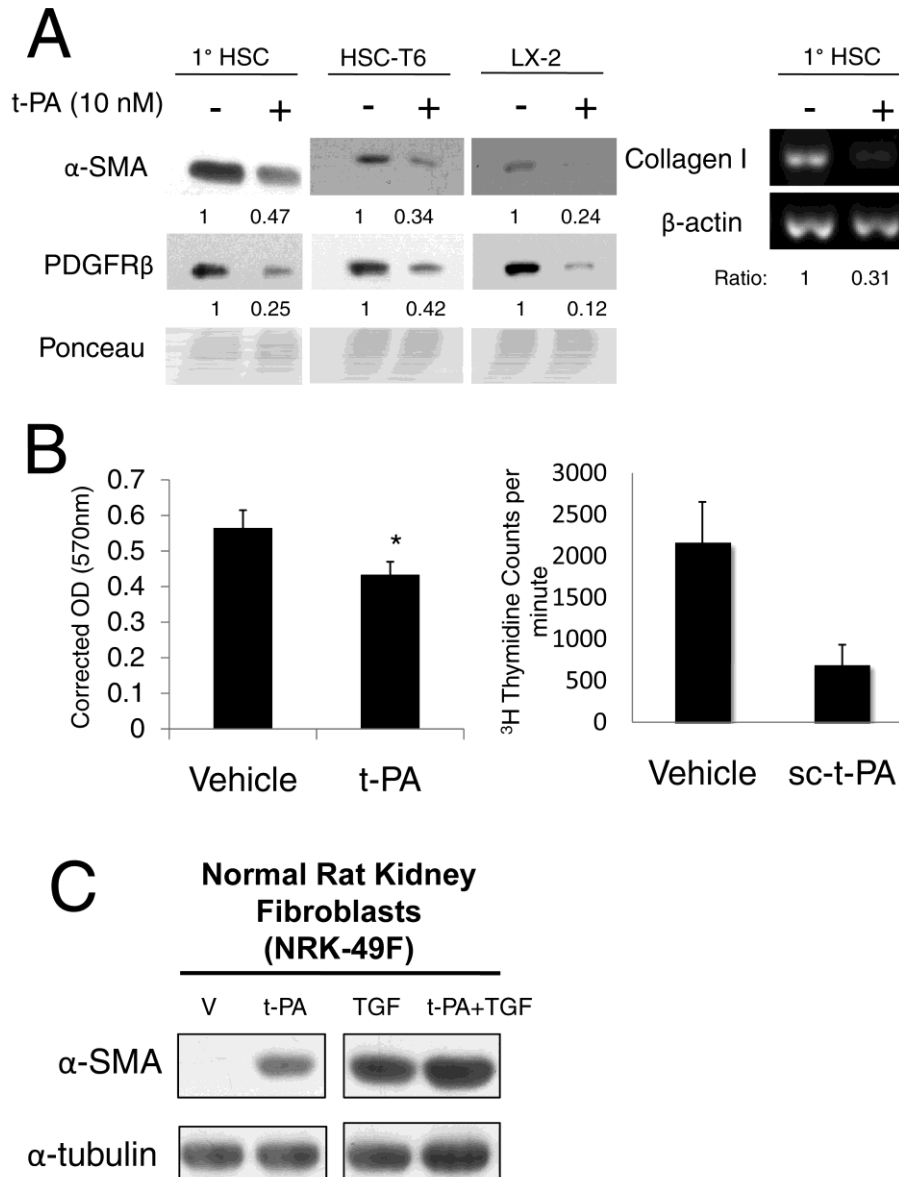 A
1° HSC HSC-T6 LX-2 1° HSC
t-PA (10 nM) - + - + - + - +
α-SMA
1 0.47 1 0.34 1 0.24
PDGFRβ
1 0.25 1 0.42 1 0.12
Ponceau
Collagen I
β-actin
Ratio: 1 0.31
B
Corrected OD (570nm)
0.7
0.6
0.5
0.4
0.3
0.2
0.1
0
*
Vehicle t-PA
³H Thymidine Counts per
minute
3000
2500
2000
1500
1000
500
0
Vehicle sc-t-PA
C
Normal Rat Kidney
Fibroblasts
(NRK-49F)
V t-PA TGF t-PA+TGF
α-SMA
α-tubulin